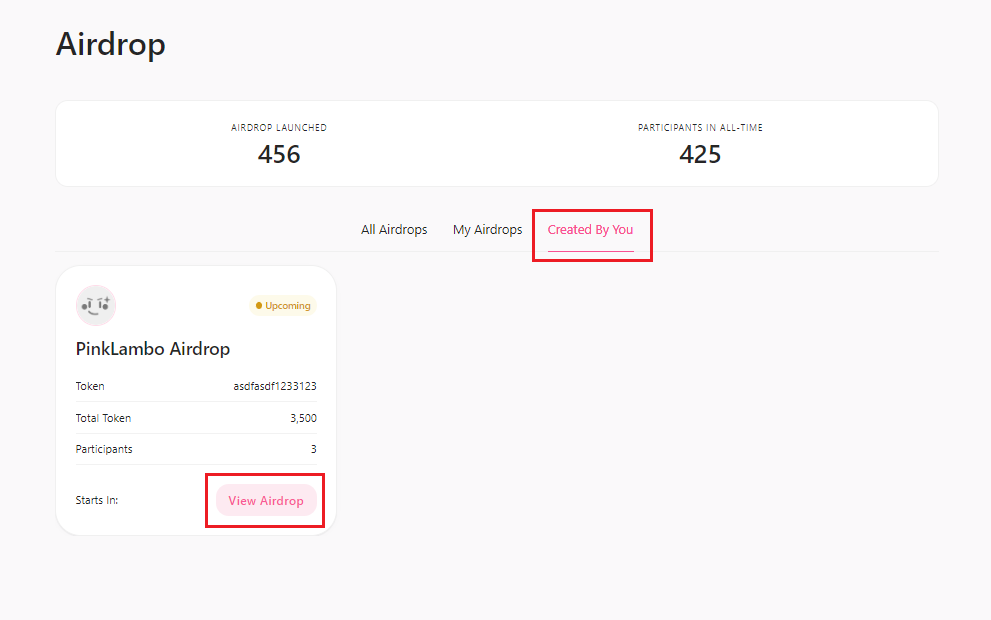 Airdrop
AIRDROP LAUNCHED PARTICIPANTS IN ALL-TIME
456 425
All Airdrops My Airdrops Created By You
Upcoming
PinkLambo Airdrop
Token asdfasdf1233123
Total Token 3,500
Participants 3
Starts In: View Airdrop